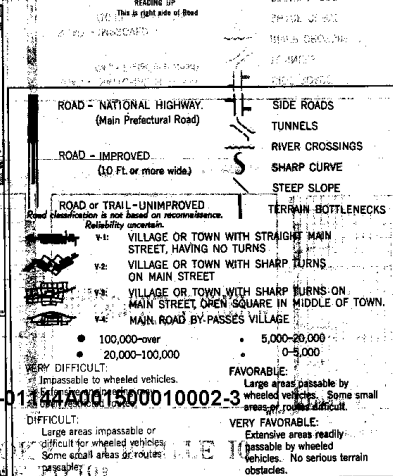 READING UP
This is right side of Road
ROAD - NATIONAL HIGHWAY.
(Main Prefectural Road)
ROAD - IMPROVED
(10 Ft. or more wide.)
ROAD or TRAIL-UNIMPROVED
Road classification is not based on reconnaissance.
Reliability uncertain.
SIDE ROADS
TUNNELS
RIVER CROSSINGS
SHARP CURVE
STEEP SLOPE
TERRAIN BOTTLENECKS
V-1: VILLAGE OR TOWN WITH STRAIGHT MAIN
STREET, HAVING NO TURNS
V-2: VILLAGE OR TOWN WITH SHARP TURNS
ON MAIN STREET
V-3: VILLAGE OR TOWN WITH SHARP TURNS ON
MAIN STREET, OPEN SQUARE IN MIDDLE OF TOWN.
V-4: MAIN ROAD BY-PASSES VILLAGE
100,000-over
20,000-100,000
5,000-20,000
0-5,000
VERY DIFFICULT:
Impassable to wheeled vehicles.
-01144A001500010002-3
DIFFICULT:
Large areas impassable or
difficult for wheeled vehicles.
Some small areas or routes
passable.
FAVORABLE:
Large areas passable by
wheeled vehicles. Some small
areas or routes difficult.
VERY FAVORABLE:
Extensive areas readily
passable by wheeled
vehicles. No serious terrain
obstacles.